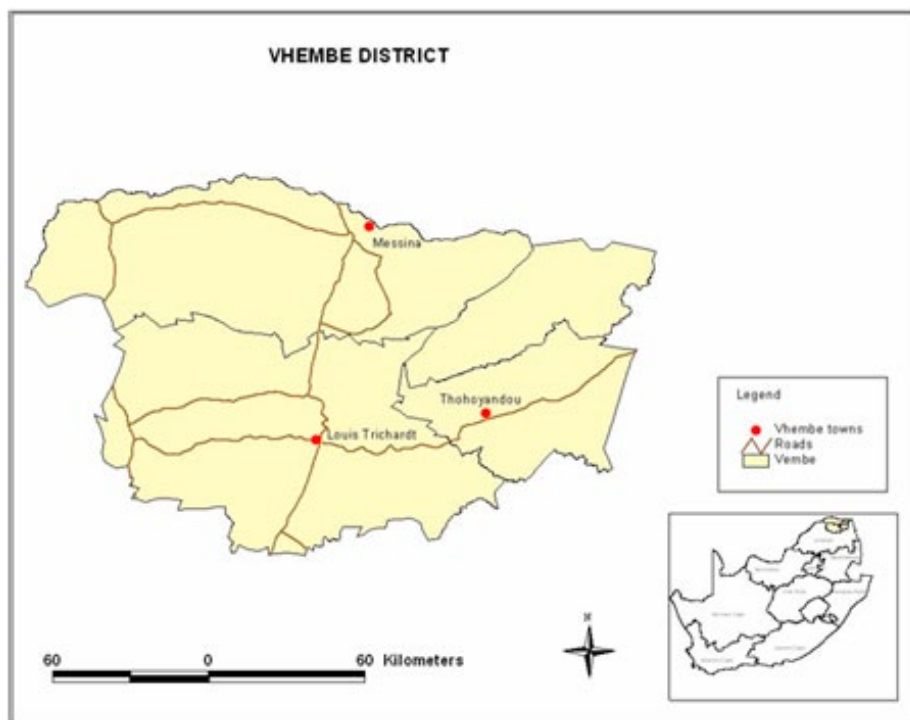 VHEMBE DISTRICT
Messina
Thohoyandou
Louis Trichardt
Legend
Vhembe towns
Roads
Vembe
60 0 60 Kilometers
N